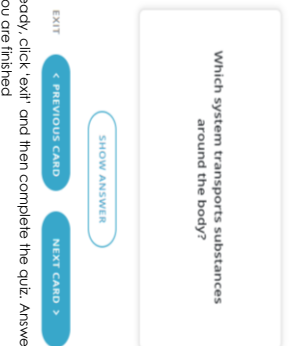 Which system transports substances
around the body?
SHOW ANSWER
EXIT
< PREVIOUS CARD
NEXT CARD >
eady, click 'exit' and then complete the quiz. Answe
ou are finished